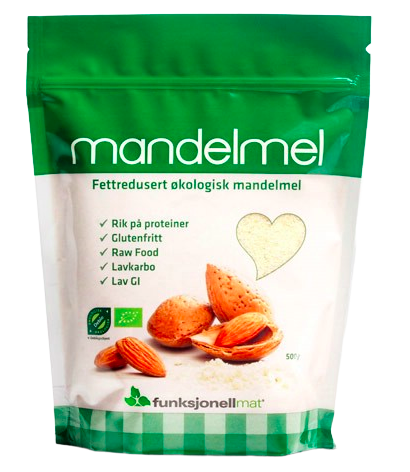 mandelmel
Fettredusert økologisk mandelmel
✓ Rik på proteiner
✓ Glutenfritt
✓ Raw Food
✓ Lavkarbo
✓ Lav GI
500g
funksjonellmat®